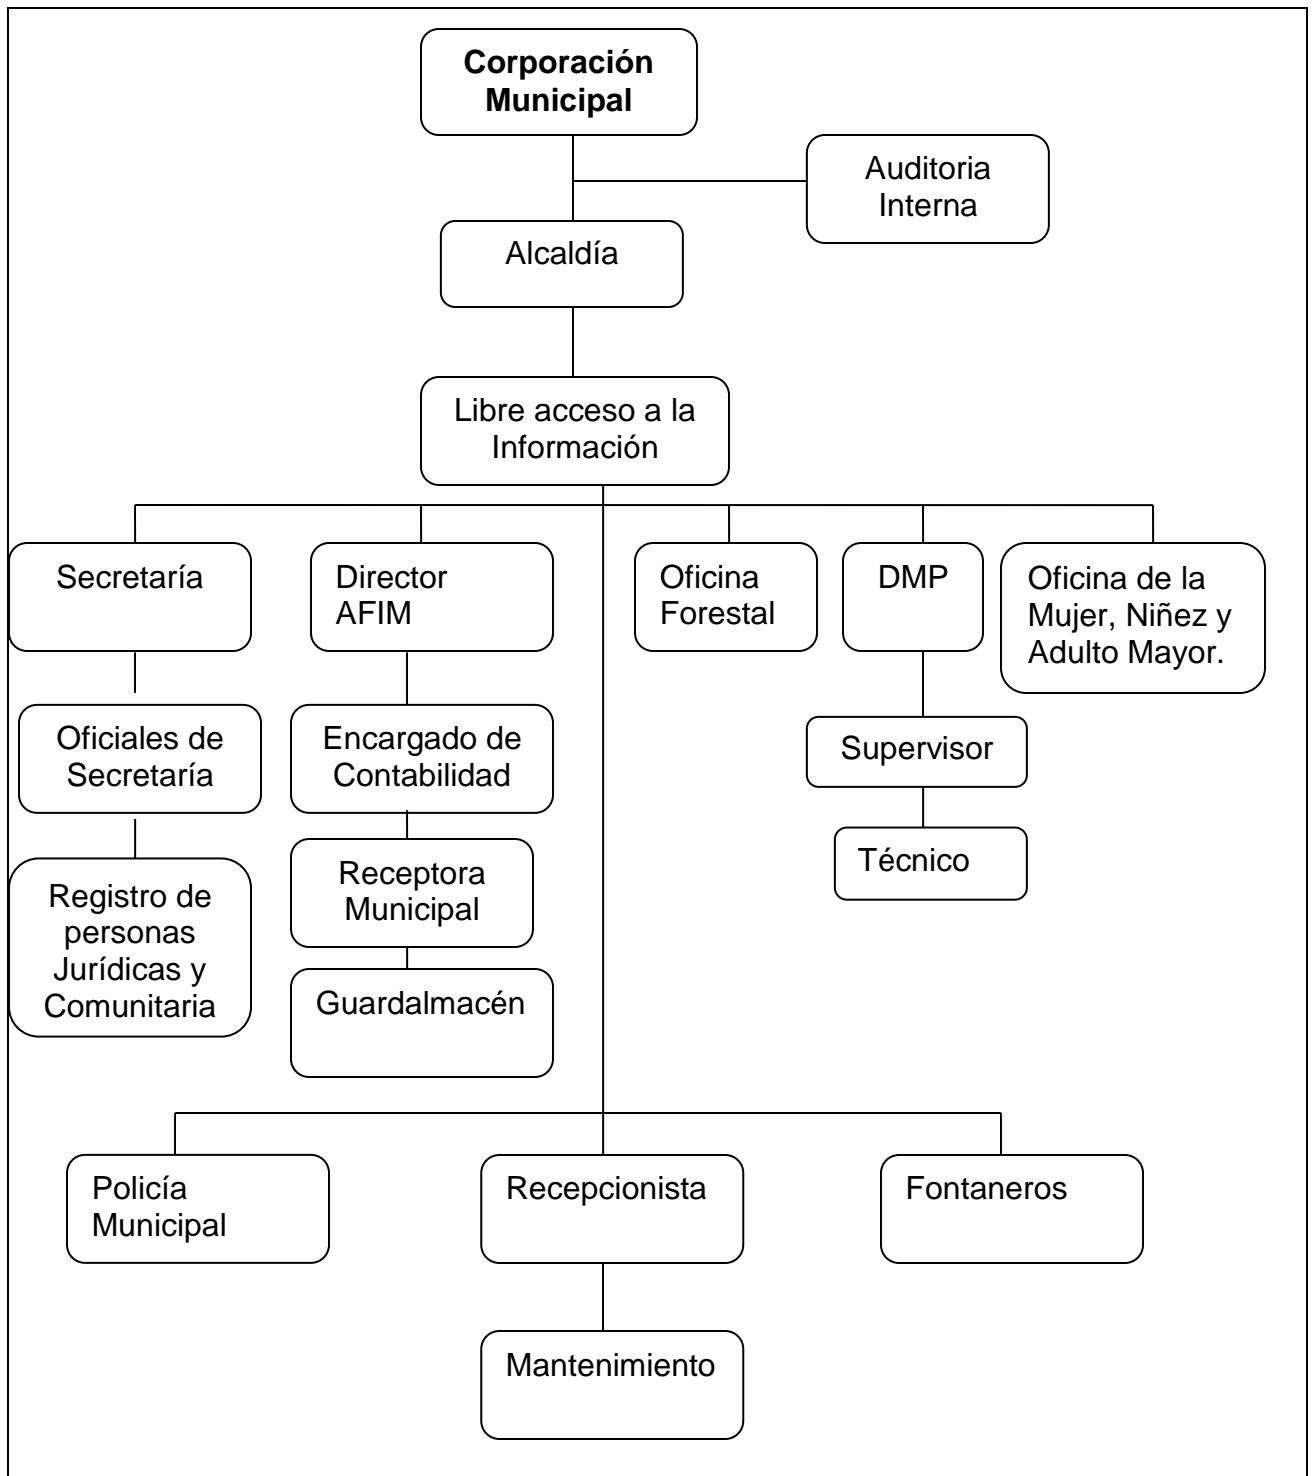 Corporación
Municipal
Auditoria
Interna
Alcaldía
Libre acceso a la
Información
Secretaría
Director
AFIM
Oficina
Forestal
DMP
Oficina de la
Mujer, Niñez y
Adulto Mayor.
Oficiales de
Secretaría
Encargado de
Contabilidad
Supervisor
Registro de
personas
Jurídicas y
Comunitaria
Receptora
Municipal
Técnico
Guardalmacén
Policía
Municipal
Recepcionista
Fontaneros
Mantenimiento